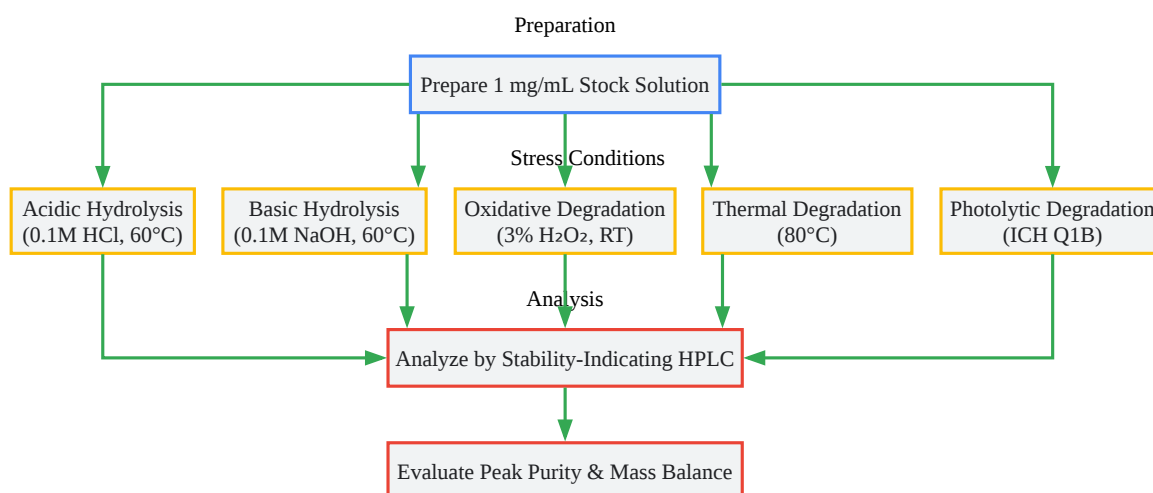 Preparation
Prepare 1 mg/mL Stock Solution
Stress Conditions
Acidic Hydrolysis
(0.1M HCl, 60°C)
Basic Hydrolysis
(0.1M NaOH, 60°C)
Oxidative Degradation
(3% H₂O₂, RT)
Thermal Degradation
(80°C)
Photolytic Degradation
(ICH Q1B)
Analysis
Analyze by Stability-Indicating HPLC
Evaluate Peak Purity & Mass Balance